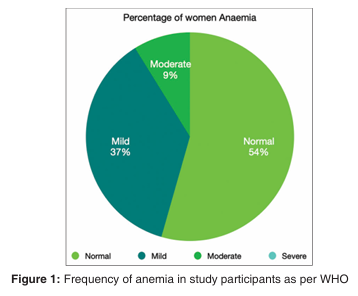 Percentage of women Anaemia
Moderate
9%
Mild
37%
Normal
54%
Normal Mild Moderate Severe
Figure 1: Frequency of anemia in study participants as per WHO